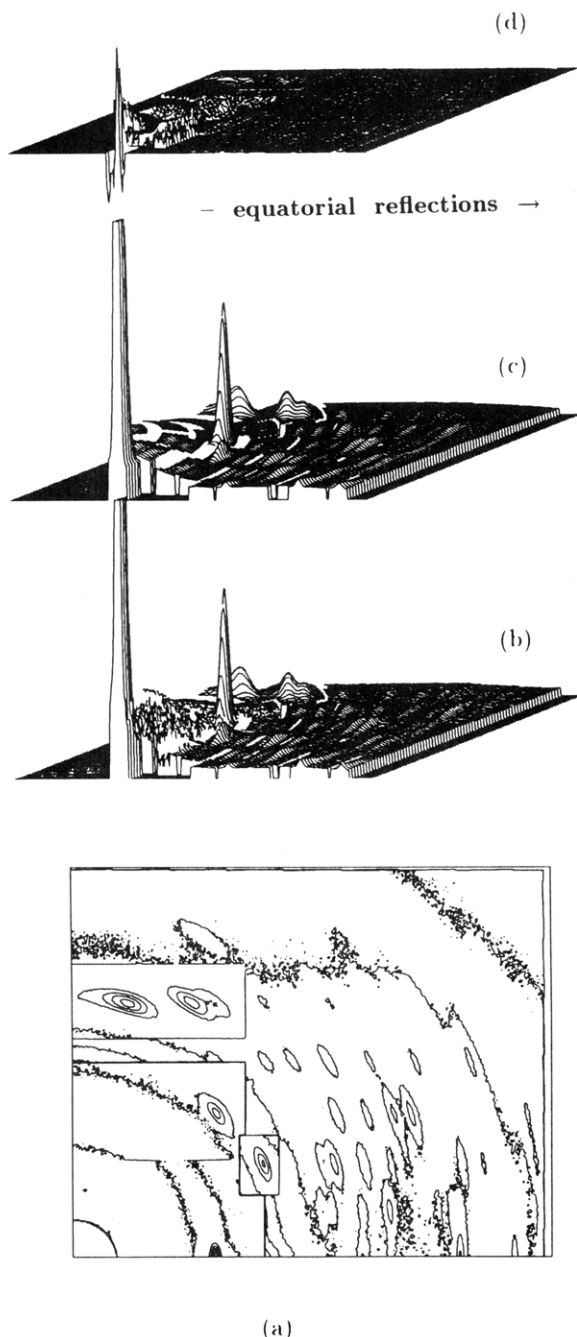 (d)
– equatorial reflections →
(c)
(b)
(a)